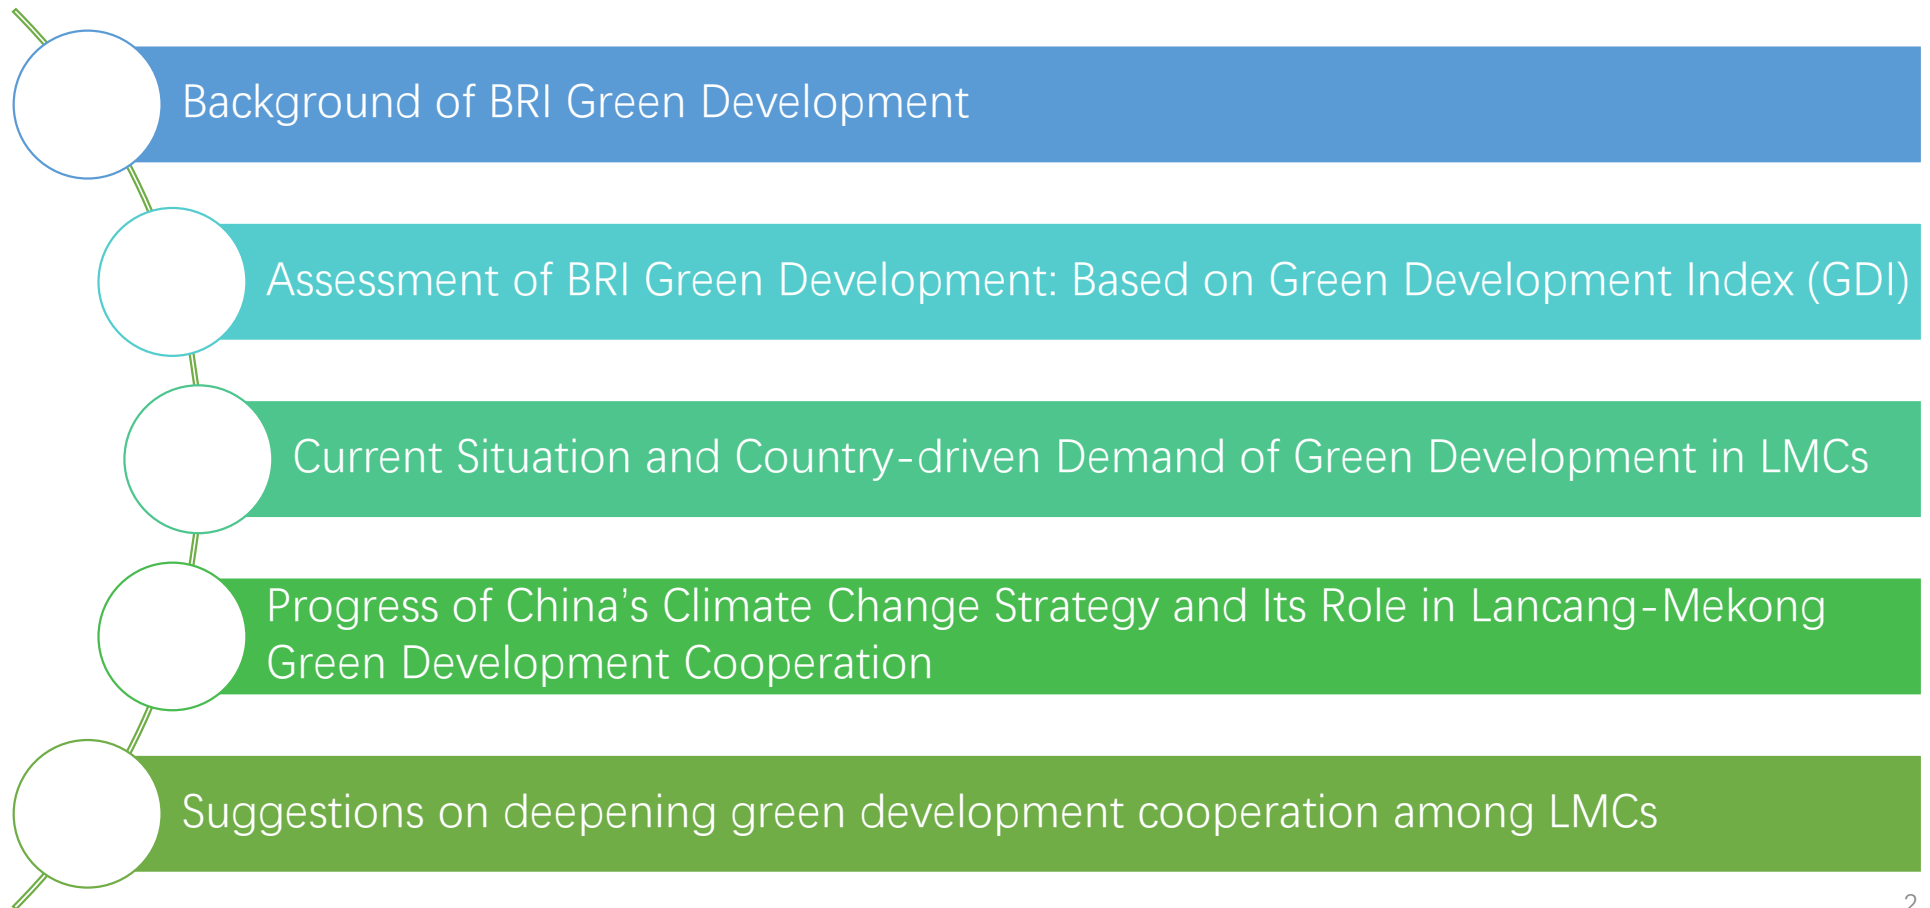 Background of BRI Green Development
Assessment of BRI Green Development: Based on Green Development Index (GDI)
Current Situation and Country-driven Demand of Green Development in LMCs
Progress of China’s Climate Change Strategy and Its Role in Lancang-Mekong
Green Development Cooperation
Suggestions on deepening green development cooperation among LMCs
2